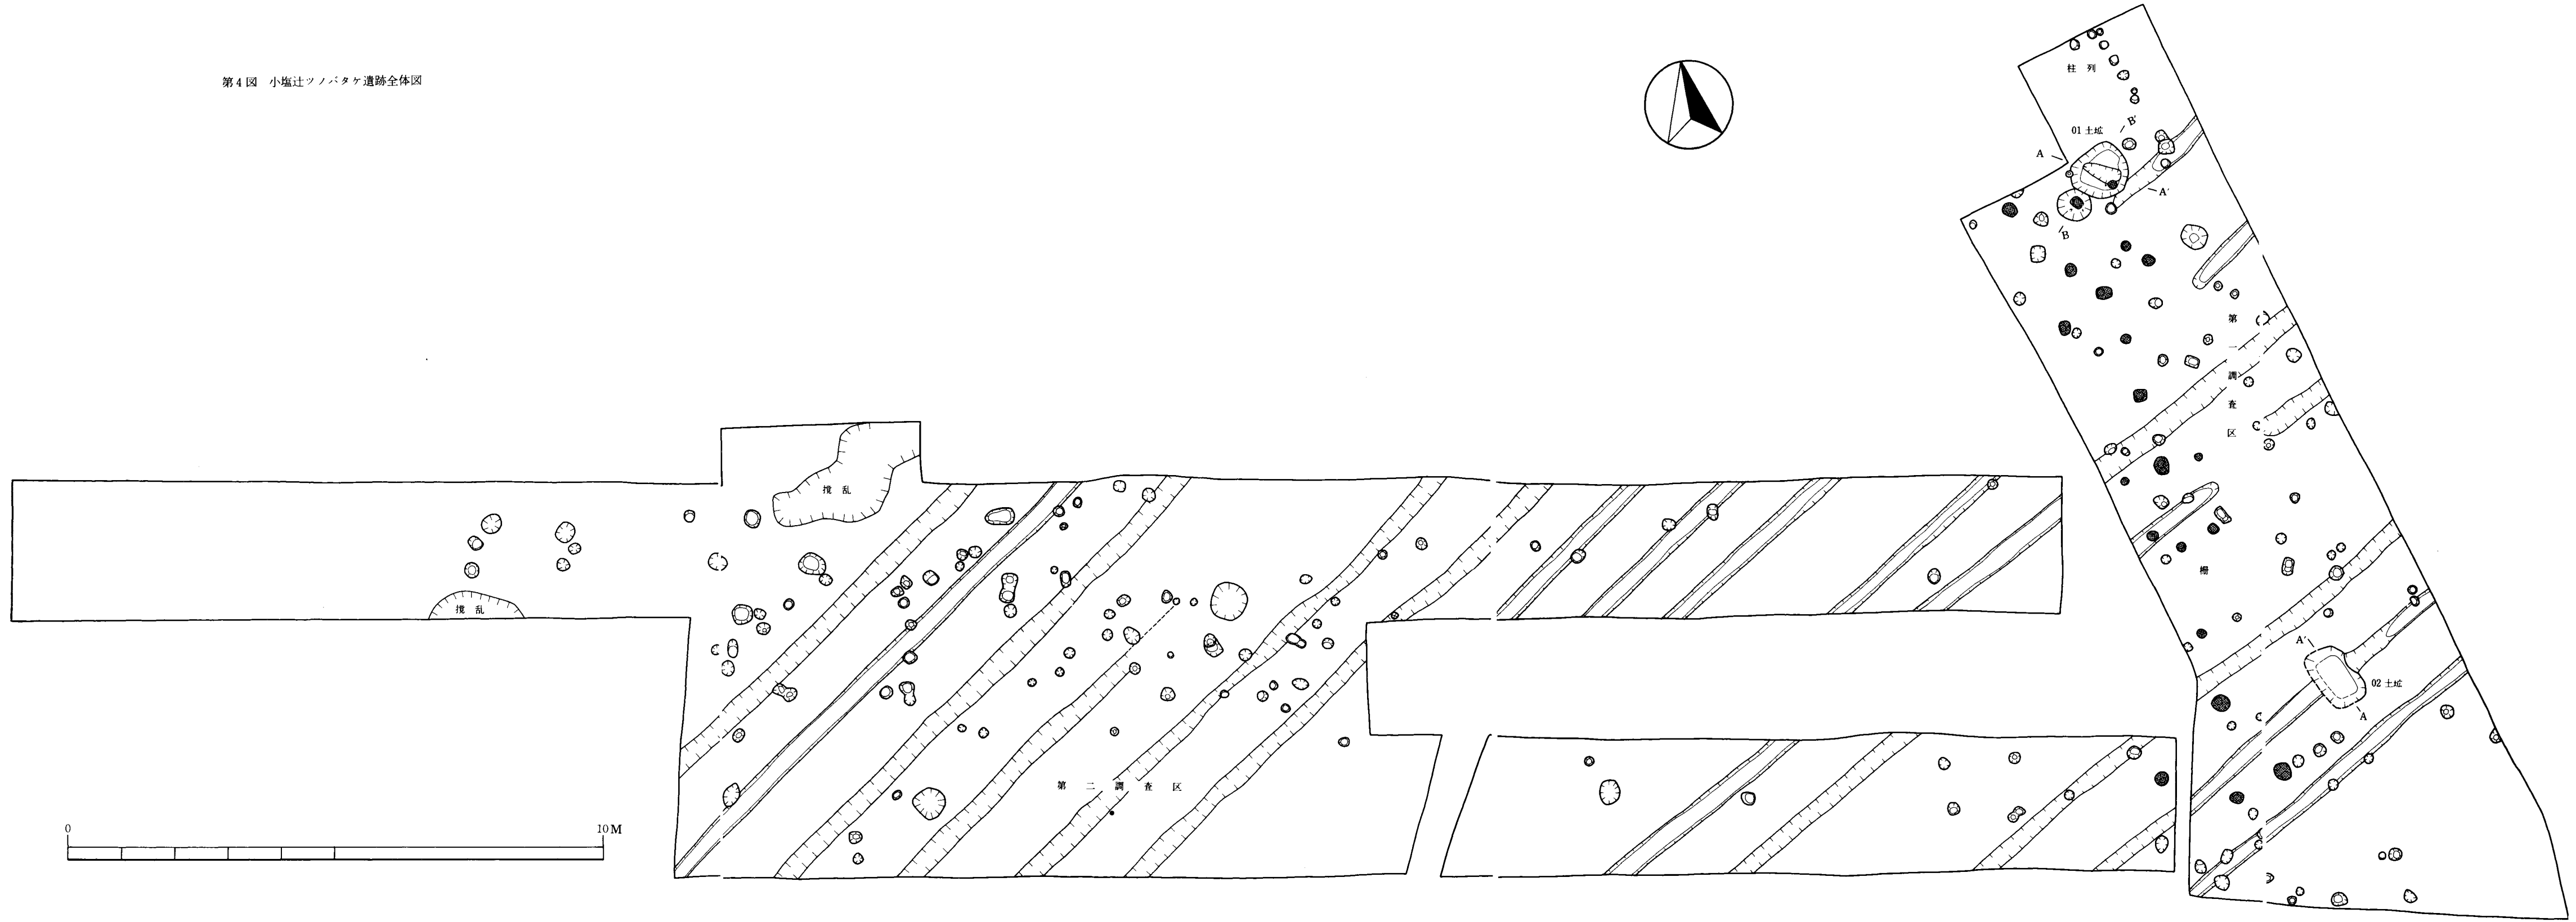 第4図 小塩辻ツノバタケ遺跡全体図
柱列
01土坑
B'
A
A'
B
第一調査区
撹乱
撹乱
柵
A'
02土坑
A
第二調査区
0 10M